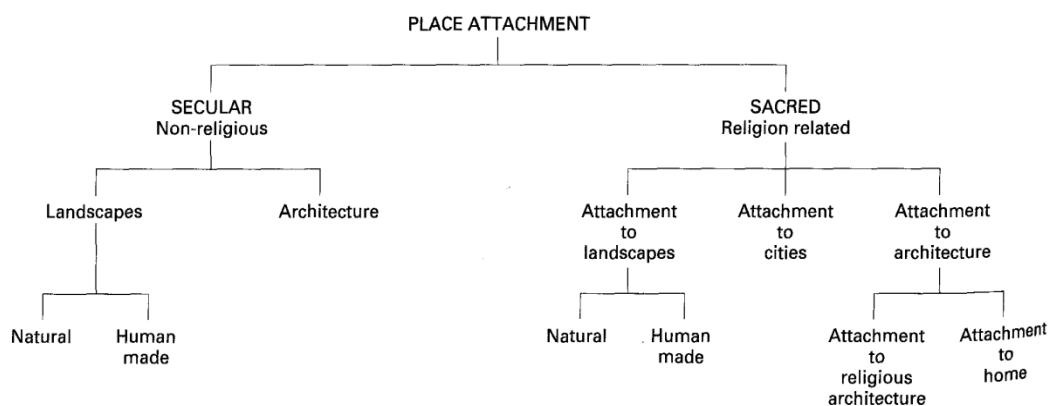 PLACE ATTACHMENT
SECULAR
Non-religious
SACRED
Religion related
Landscapes
Architecture
Attachment
to
landscapes
Attachment
to
cities
Attachment
to
architecture
Natural
Human
made
Natural
Human
made
Attachment
to
religious
architecture
Attachment
to
home